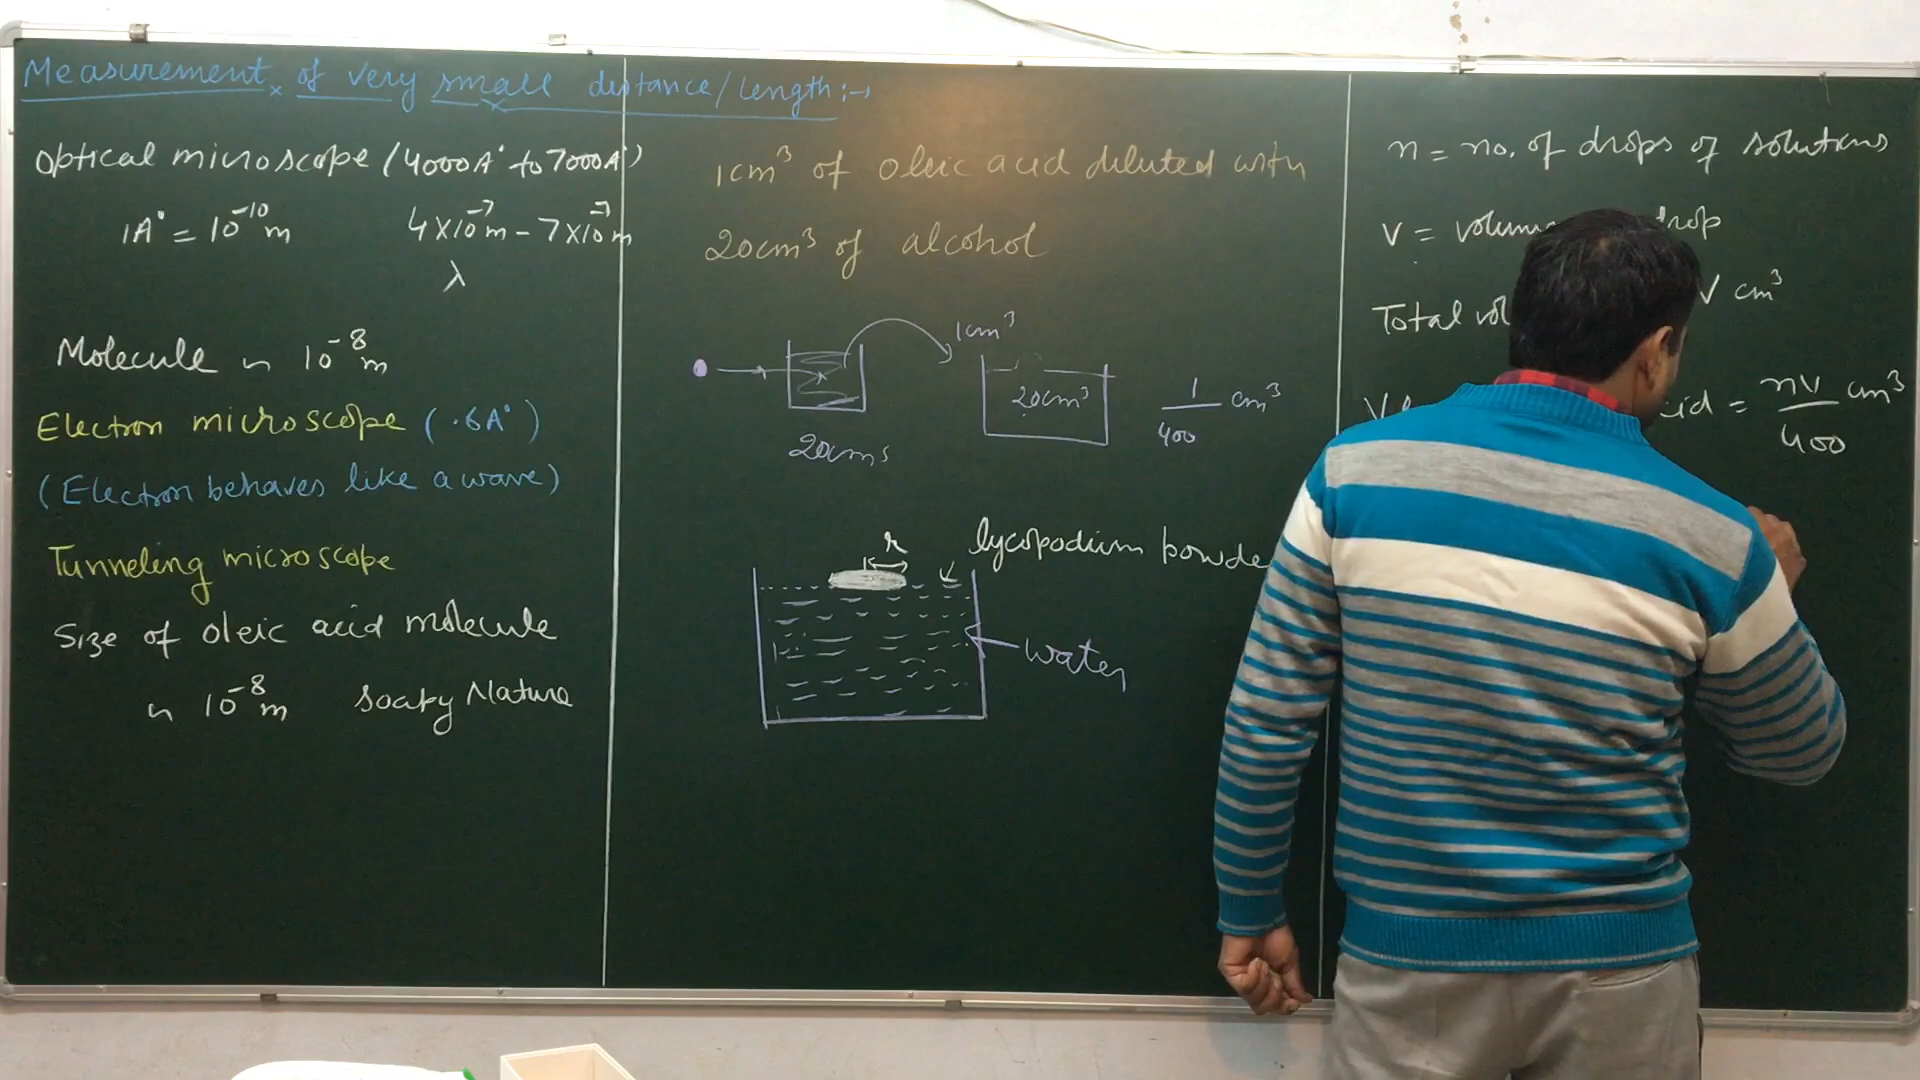 Measurement of very small distance/length:→
Optical microscope (4000A° to 7000A°)
1A° = 10⁻¹⁰m 4×10⁻⁷m - 7×10⁻⁷m
λ
Molecule ~ 10⁻⁸m
Electron microscope (.6A°)
(Electron behaves like a wave)
Tunneling microscope
Size of oleic acid molecule
~ 10⁻⁸m Soapy Nature
1cm³ of oleic acid diluted with
20cm³ of alcohol
1cm³
20cm³
20cm³
1/400 cm³
r
lycopodium powde
water
n = no. of drops of solutions
V = volum drop
Total vol V cm³
cid = nV/400 cm³